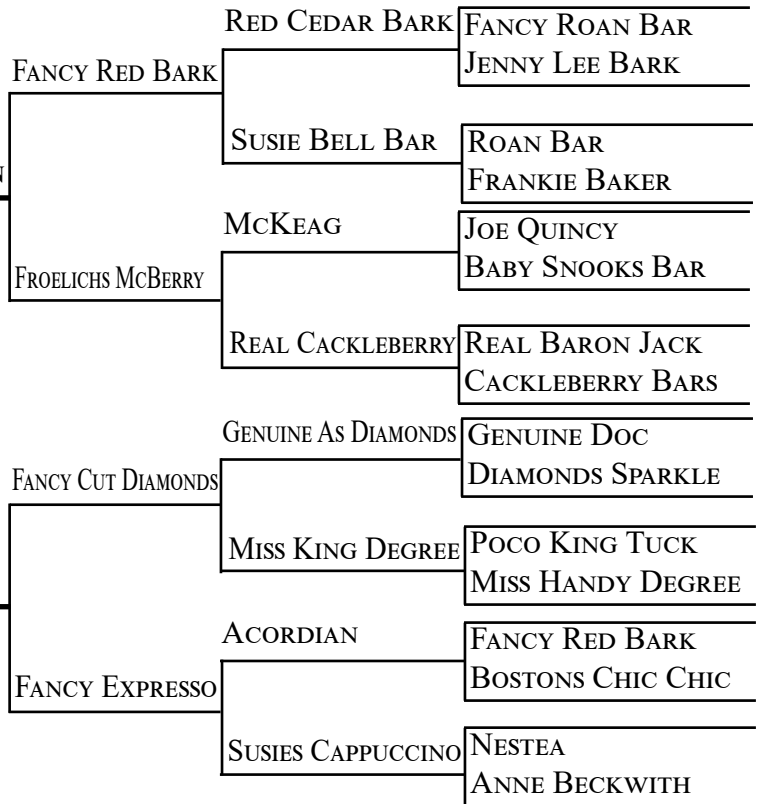 Red Cedar Bark
Fancy Roan Bar
Jenny Lee Bark
Fancy Red Bark
Susie Bell Bar
Roan Bar
Frankie Baker
McKeag
Joe Quincy
Baby Snooks Bar
Froelichs McBerry
Real Cackleberry
Real Baron Jack
Cackleberry Bars
Genuine As Diamonds
Genuine Doc
Diamonds Sparkle
Fancy Cut Diamonds
Miss King Degree
Poco King Tuck
Miss Handy Degree
Acordian
Fancy Red Bark
Bostons Chic Chic
Fancy Expresso
Susies Cappuccino
Nestea
Anne Beckwith